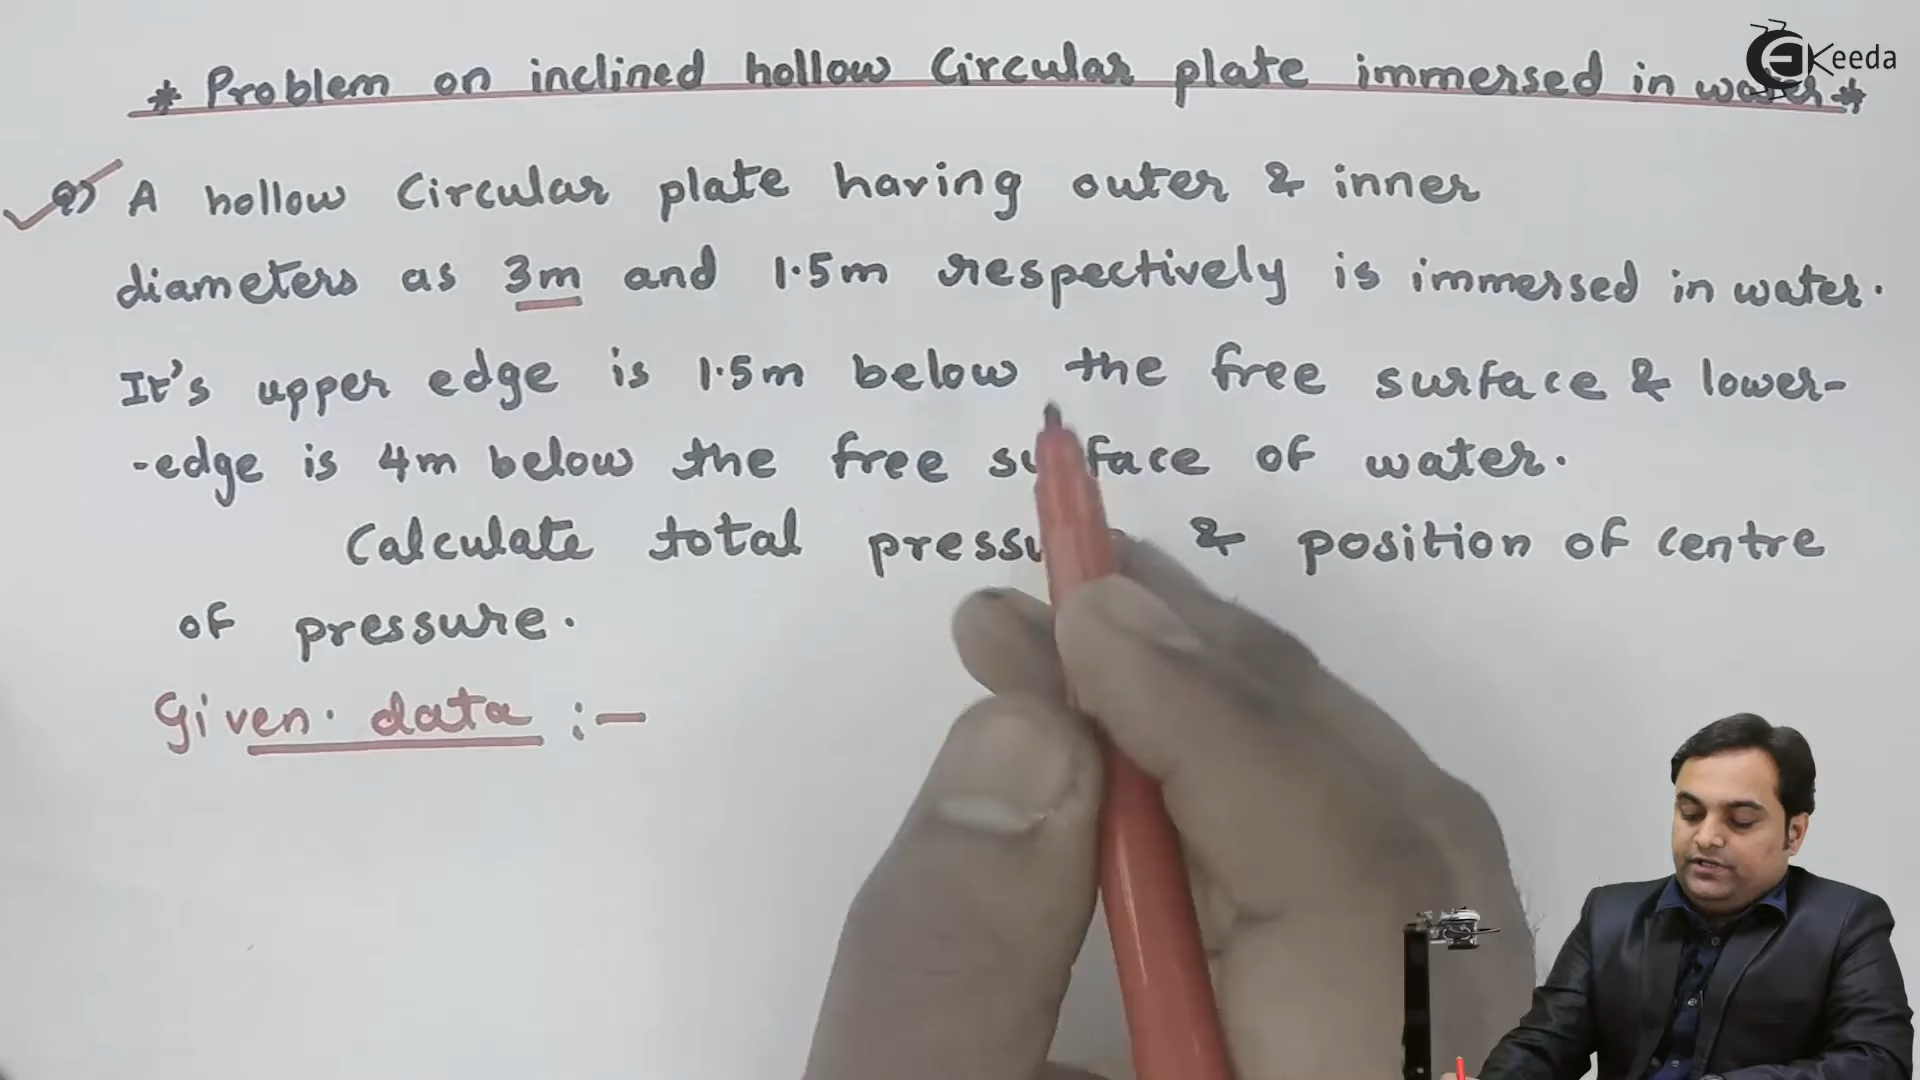 * Problem on inclined hollow Circular plate immersed in water *
Keeda
Q) A hollow Circular plate having outer & inner
diameters as 3m and 1.5m respectively is immersed in water.
It's upper edge is 1.5m below the free surface & lower-
-edge is 4m below the free surface of water.
Calculate total pressure & position of centre
of pressure.
Given data :-